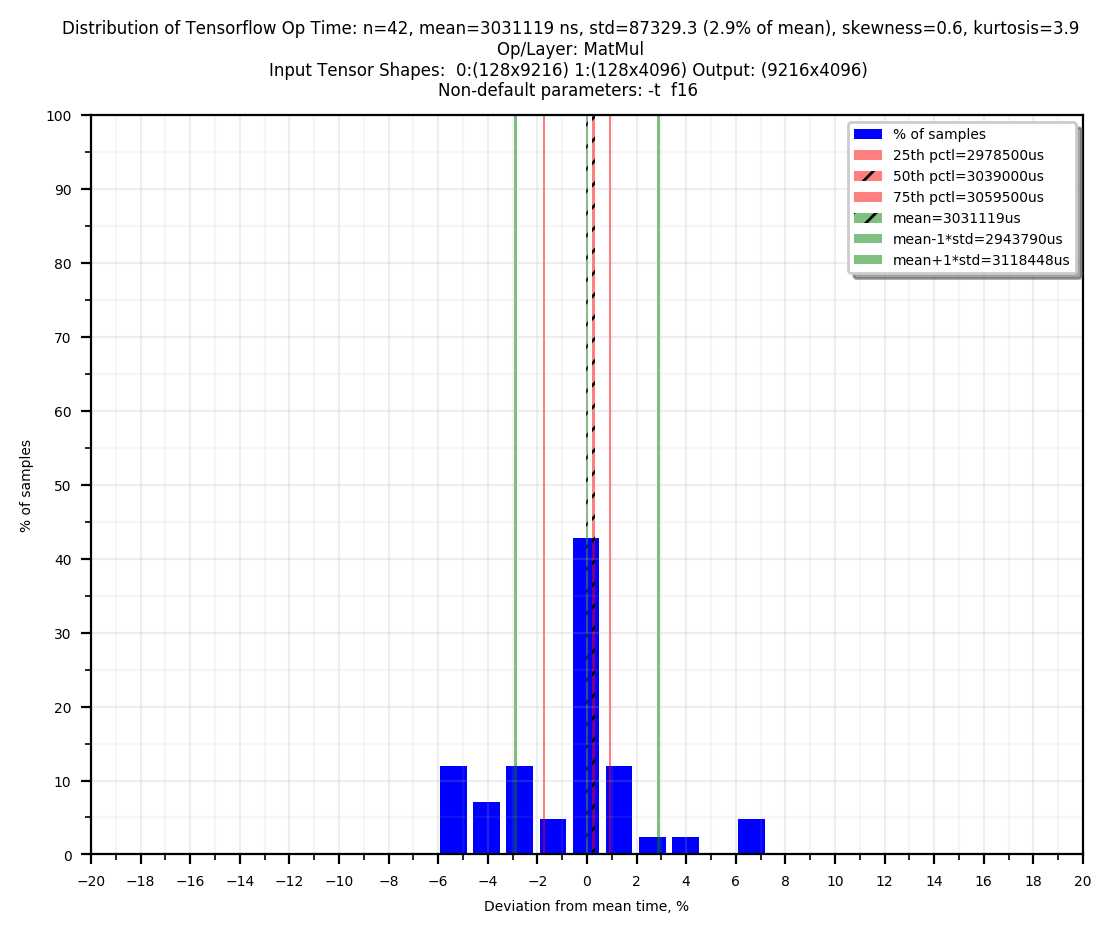 Distribution of Tensorflow Op Time: n=42, mean=3031119 ns, std=87329.3 (2.9% of mean), skewness=0.6, kurtosis=3.9
Op/Layer: MatMul
Input Tensor Shapes:  0:(128x9216) 1:(128x4096) Output: (9216x4096)
Non-default parameters: -t  f16
% of samples
25th pctl=2978500us
50th pctl=3039000us
75th pctl=3059500us
mean=3031119us
mean-1*std=2943790us
mean+1*std=3118448us
100
90
80
70
60
50
40
30
20
10
0
% of samples
−20 −18 −16 −14 −12 −10 −8 −6 −4 −2 0 2 4 6 8 10 12 14 16 18 20
Deviation from mean time, %